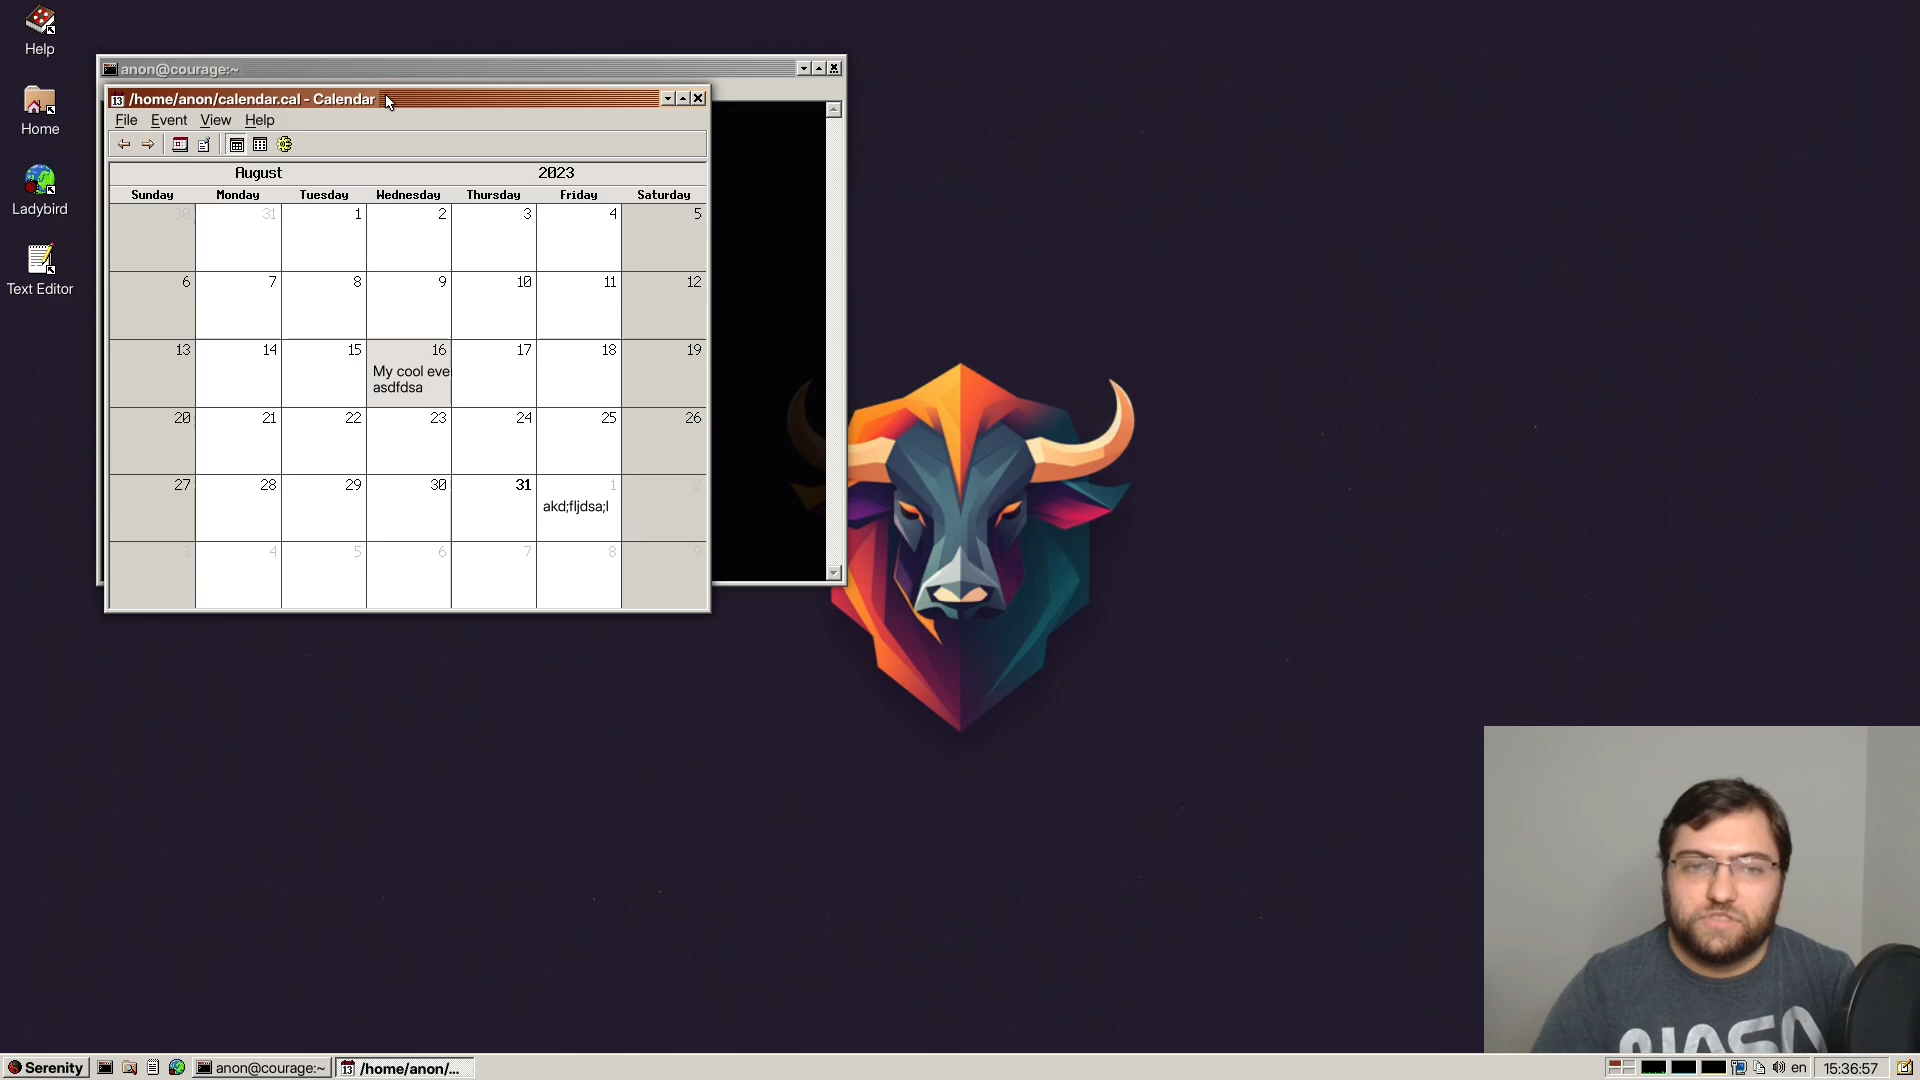 Help
Home
Ladybird
Text Editor
anon@courage:~
/home/anon/calendar.cal - Calendar
File Event View Help
August 2023
Sunday Monday Tuesday Wednesday Thursday Friday Saturday
30 31 1 2 3 4 5
6 7 8 9 10 11 12
13 14 15 16 17 18 19
My cool eve
asdfdsa
20 21 22 23 24 25 26
27 28 29 30 31 1 2
akd;fljdsa;l
3 4 5 6 7 8 9
NASA
Serenity anon@courage:~ 13 /home/anon/... en 15:36:57